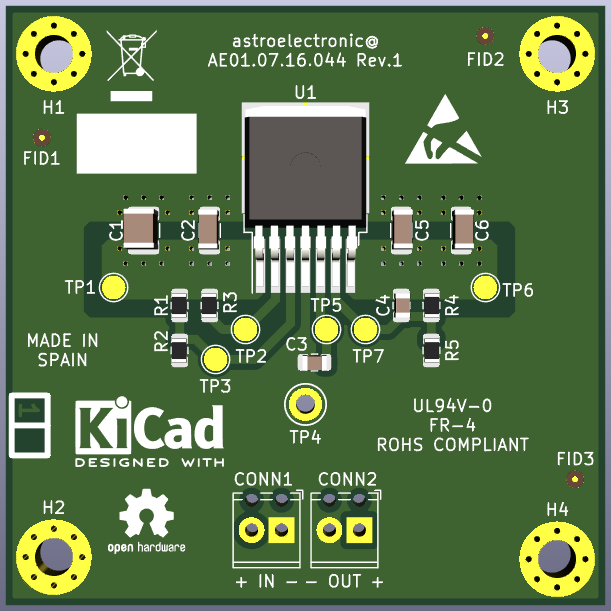 astroelectronic@
AE01.07.16.044 Rev.1
FID2
H1
U1
H3
FID1
C1
C2
C5
C6
TP1
TP6
R1
R3
TP5
C4
R4
R2
TP2
C3
TP7
R5
MADE IN
SPAIN
TP3
1
KiCad
DESIGNED WITH
TP4
UL94V-0
FR-4
ROHS COMPLIANT
FID3
CONN1
CONN2
H2
H4
open hardware
+ IN -
- OUT +